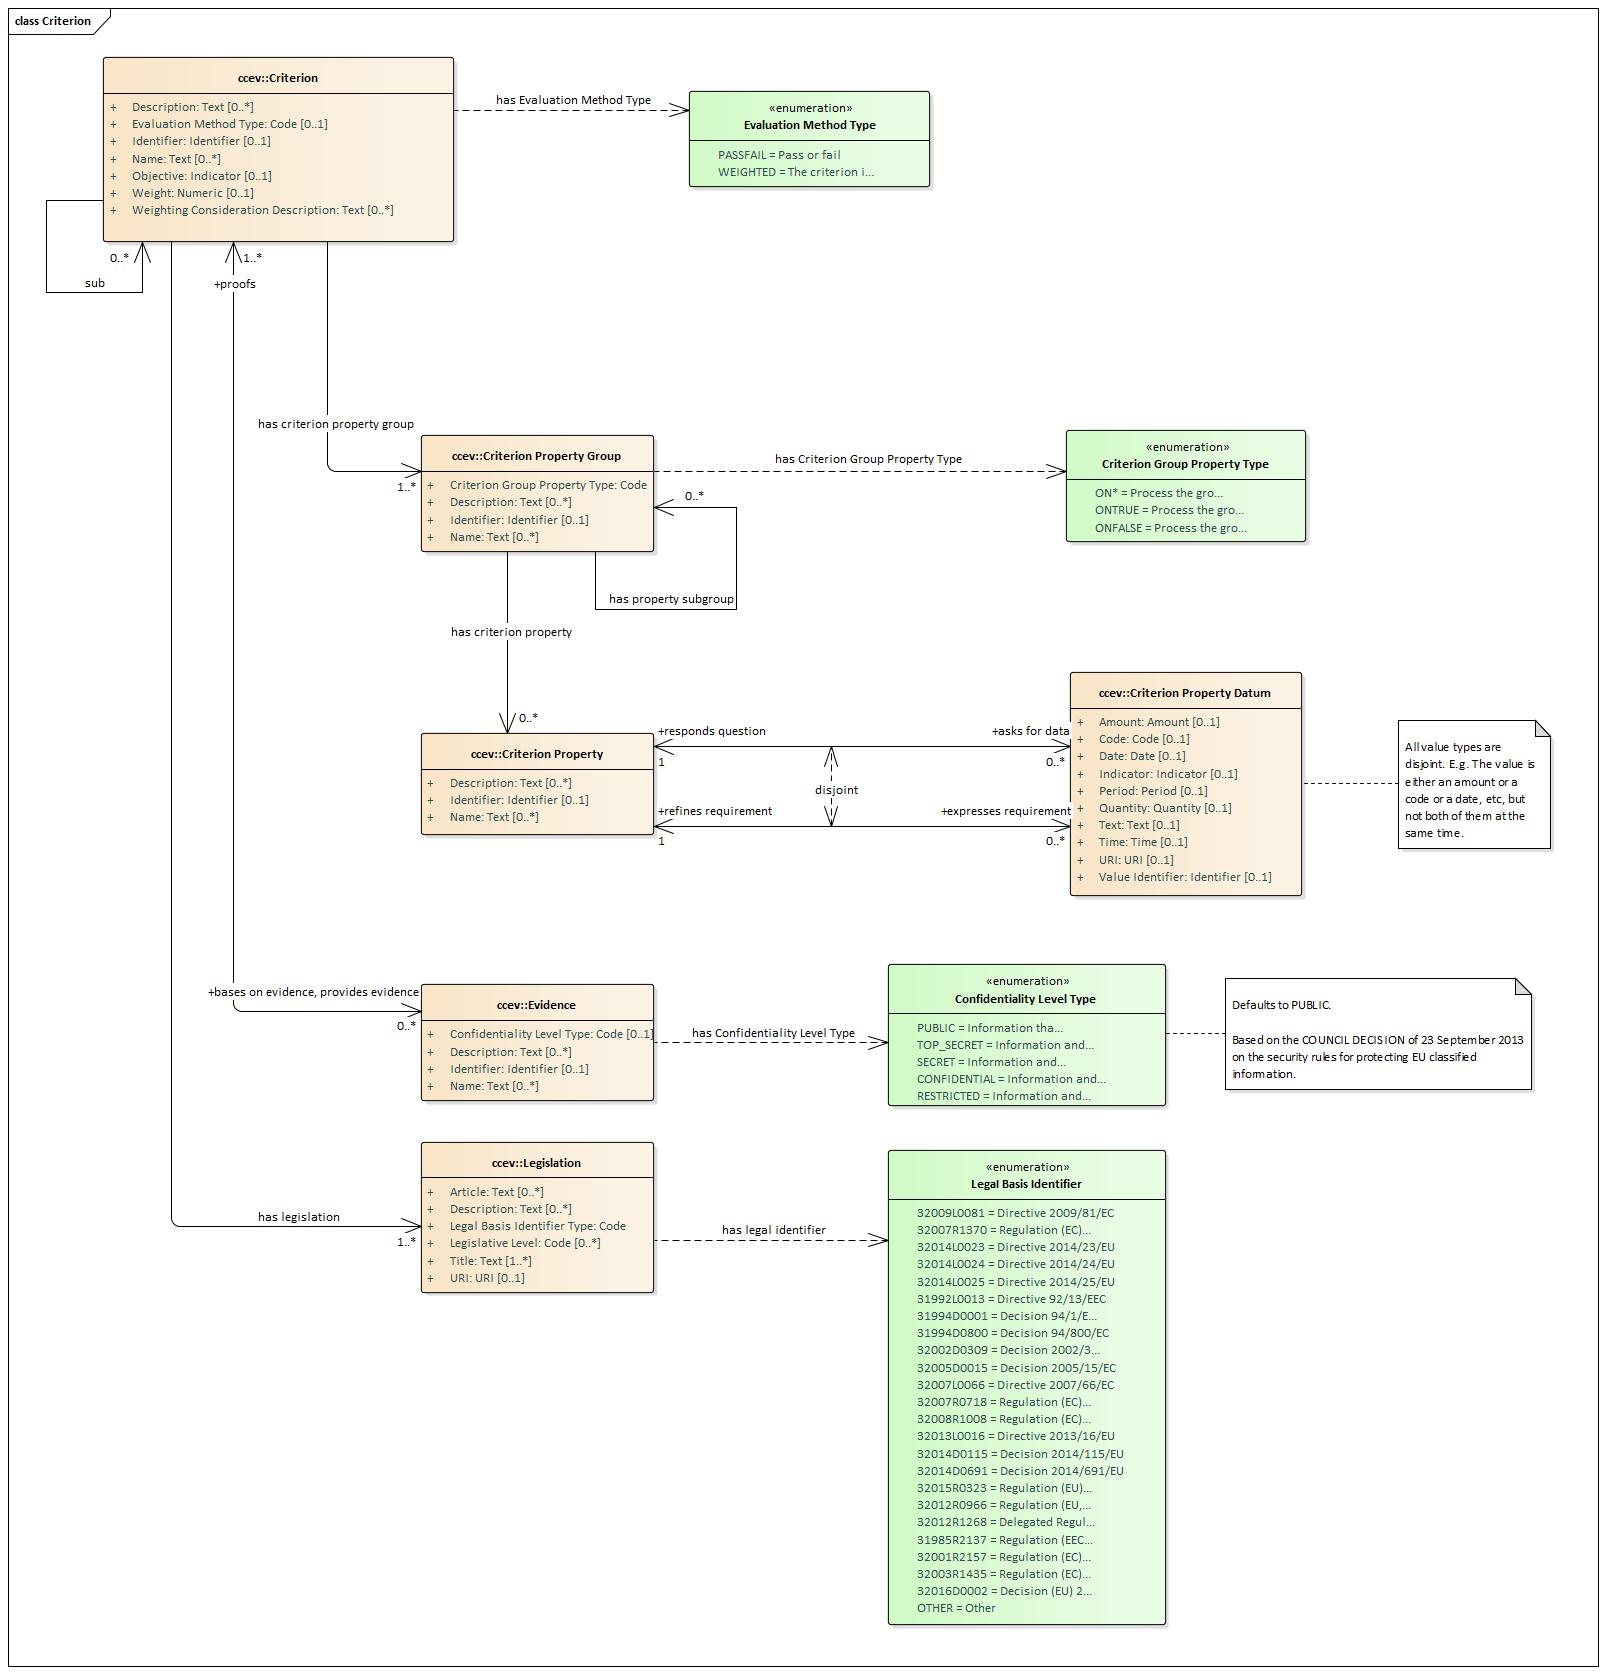 class Criterion
ccev::Criterion
+ Description: Text [0..*]
+ Evaluation Method Type: Code [0..1]
+ Identifier: Identifier [0..1]
+ Name: Text [0..*]
+ Objective: Indicator [0..1]
+ Weight: Numeric [0..1]
+ Weighting Consideration Description: Text [0..*]
has Evaluation Method Type
«enumeration»
Evaluation Method Type
PASSFAIL = Pass or fail
WEIGHTED = The criterion i...
0..*
sub
1..*
+proofs
has criterion property group
1..*
ccev::Criterion Property Group
+ Criterion Group Property Type: Code
+ Description: Text [0..*]
+ Identifier: Identifier [0..1]
+ Name: Text [0..*]
has Criterion Group Property Type
«enumeration»
Criterion Group Property Type
ON* = Process the gro...
ONTRUE = Process the gro...
ONFALSE = Process the gro...
0..*
has property subgroup
has criterion property
0..*
ccev::Criterion Property
+ Description: Text [0..*]
+ Identifier: Identifier [0..1]
+ Name: Text [0..*]
+responds question
1
+asks for data
0..*
disjoint
+refines requirement
1
+expresses requirement
0..*
ccev::Criterion Property Datum
+ Amount: Amount [0..1]
+ Code: Code [0..1]
+ Date: Date [0..1]
+ Indicator: Indicator [0..1]
+ Period: Period [0..1]
+ Quantity: Quantity [0..1]
+ Text: Text [0..1]
+ Time: Time [0..1]
+ URI: URI [0..1]
+ Value Identifier: Identifier [0..1]
All value types are
disjoint. E.g. The value is
either an amount or a
code or a date, etc, but
not both of them at the
same time.
+bases on evidence, provides evidence
0..*
ccev::Evidence
+ Confidentiality Level Type: Code [0..1]
+ Description: Text [0..*]
+ Identifier: Identifier [0..1]
+ Name: Text [0..*]
has Confidentiality Level Type
«enumeration»
Confidentiality Level Type
PUBLIC = Information tha...
TOP_SECRET = Information and...
SECRET = Information and...
CONFIDENTIAL = Information and...
RESTRICTED = Information and...
Defaults to PUBLIC.
Based on the COUNCIL DECISION of 23 September 2013
on the security rules for protecting EU classified
information.
has legislation
1..*
ccev::Legislation
+ Article: Text [0..*]
+ Description: Text [0..*]
+ Legal Basis Identifier Type: Code
+ Legislative Level: Code [0..*]
+ Title: Text [1..*]
+ URI: URI [0..1]
has legal identifier
«enumeration»
Legal Basis Identifier
32009L0081 = Directive 2009/81/EC
32007R1370 = Regulation (EC)...
32014L0023 = Directive 2014/23/EU
32014L0024 = Directive 2014/24/EU
32014L0025 = Directive 2014/25/EU
31992L0013 = Directive 92/13/EEC
31994D0001 = Decision 94/1/E...
31994D0800 = Decision 94/800/EC
32002D0309 = Decision 2002/3...
32005D0015 = Decision 2005/15/EC
32007L0066 = Directive 2007/66/EC
32007R0718 = Regulation (EC)...
32008R1008 = Regulation (EC)...
32013L0016 = Directive 2013/16/EU
32014D0115 = Decision 2014/115/EU
32014D0691 = Decision 2014/691/EU
32015R0323 = Regulation (EU)...
32012R0966 = Regulation (EU,...
32012R1268 = Delegated Regul...
31985R2137 = Regulation (EEC...
32001R2157 = Regulation (EC)...
32003R1435 = Regulation (EC)...
32016D0002 = Decision (EU) 2...
OTHER = Other